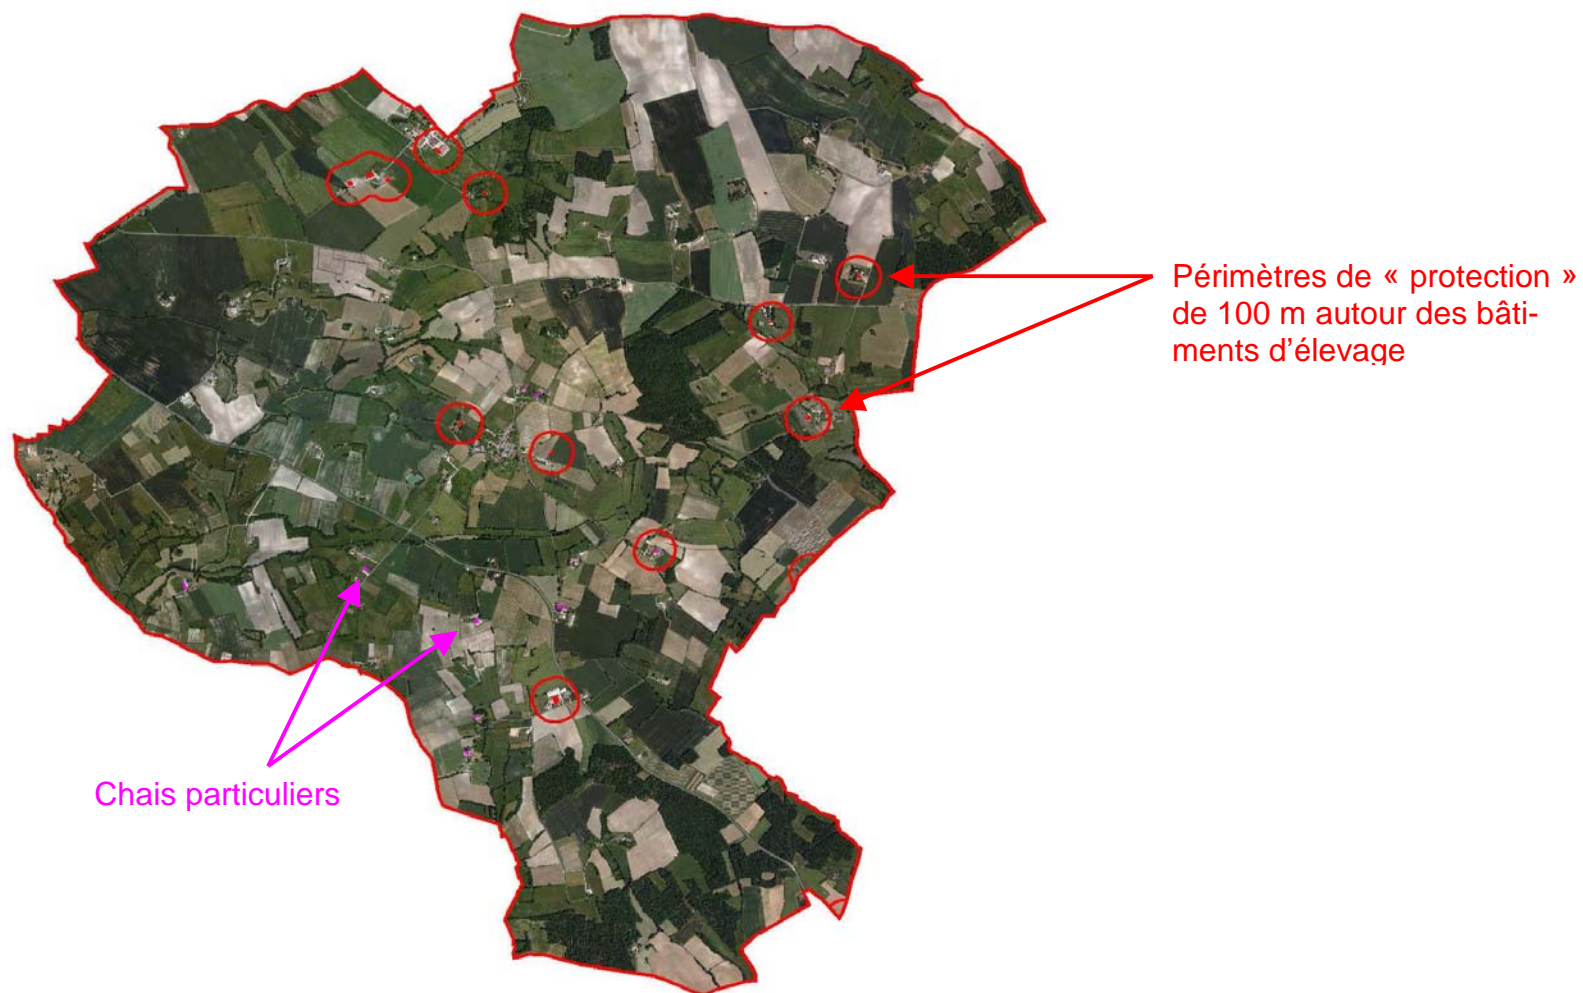 Périmètres de « protection »
de 100 m autour des bâti-
ments d’élevage
Chais particuliers